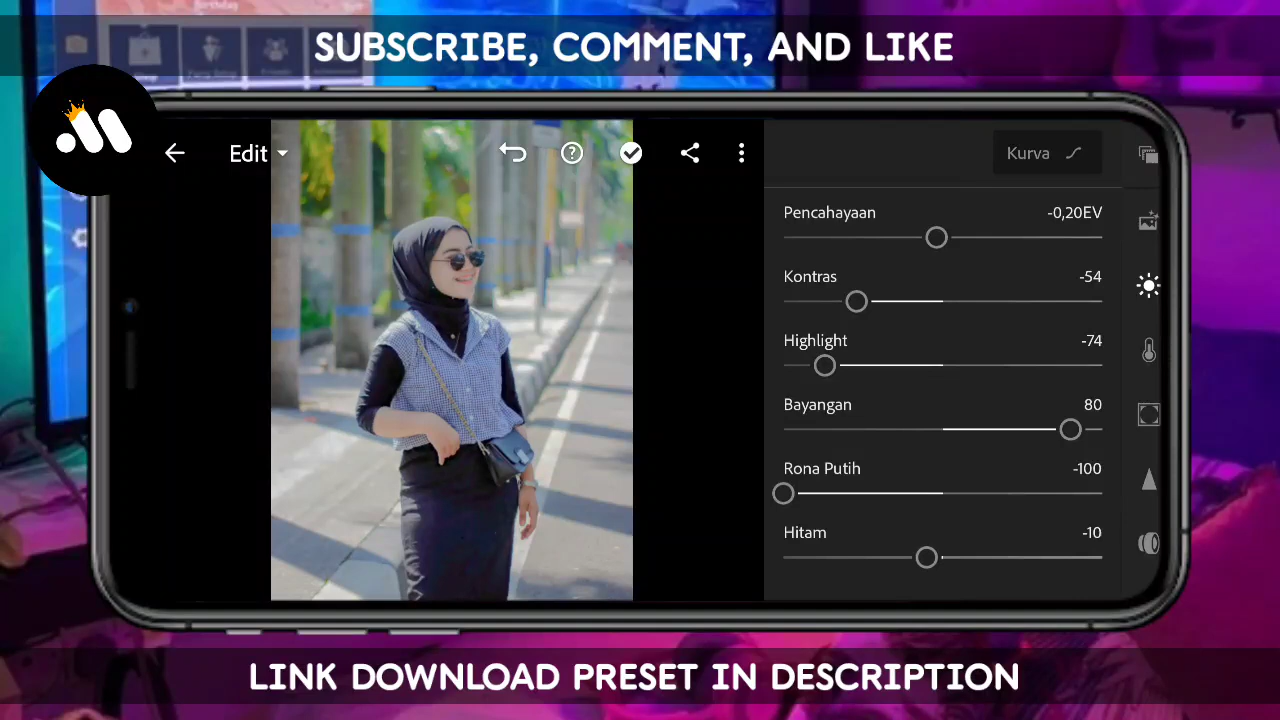 Birthday
SUBSCRIBE, COMMENT, AND LIKE
Edit
Kurva
Pencahayaan
-0,20EV
Kontras
-54
Highlight
-74
Bayangan
80
Rona Putih
-100
Hitam
-10
LINK DOWNLOAD PRESET IN DESCRIPTION